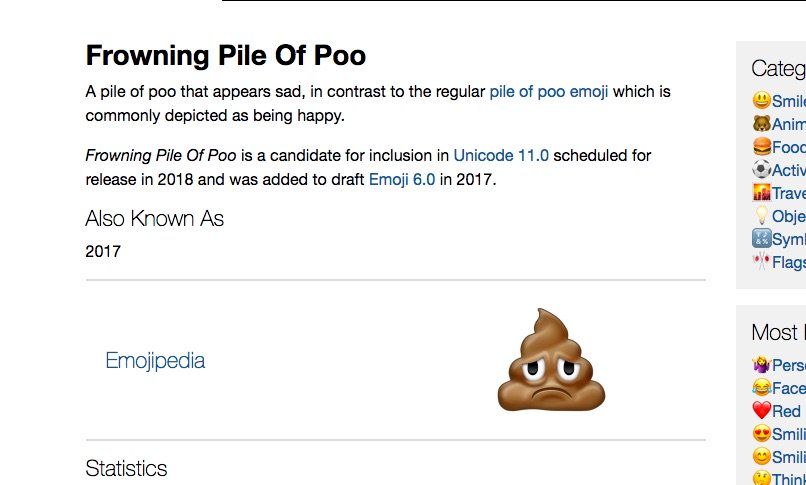 Frowning Pile Of Poo
A pile of poo that appears sad, in contrast to the regular pile of poo emoji which is
commonly depicted as being happy.
Frowning Pile Of Poo is a candidate for inclusion in Unicode 11.0 scheduled for
release in 2018 and was added to draft Emoji 6.0 in 2017.
Also Known As
2017
Emojipedia
Statistics
Categ
Smile
Anim
Food
Activ
Trave
Obje
Symb
Flags
Most
Perso
Face
Red
Smili
Smili
Think